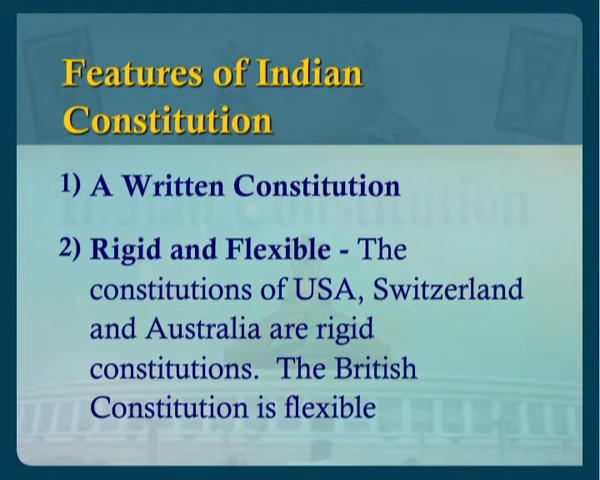 Features of Indian
Constitution
1) A Written Constitution
2) Rigid and Flexible - The
constitutions of USA, Switzerland
and Australia are rigid
constitutions. The British
Constitution is flexible